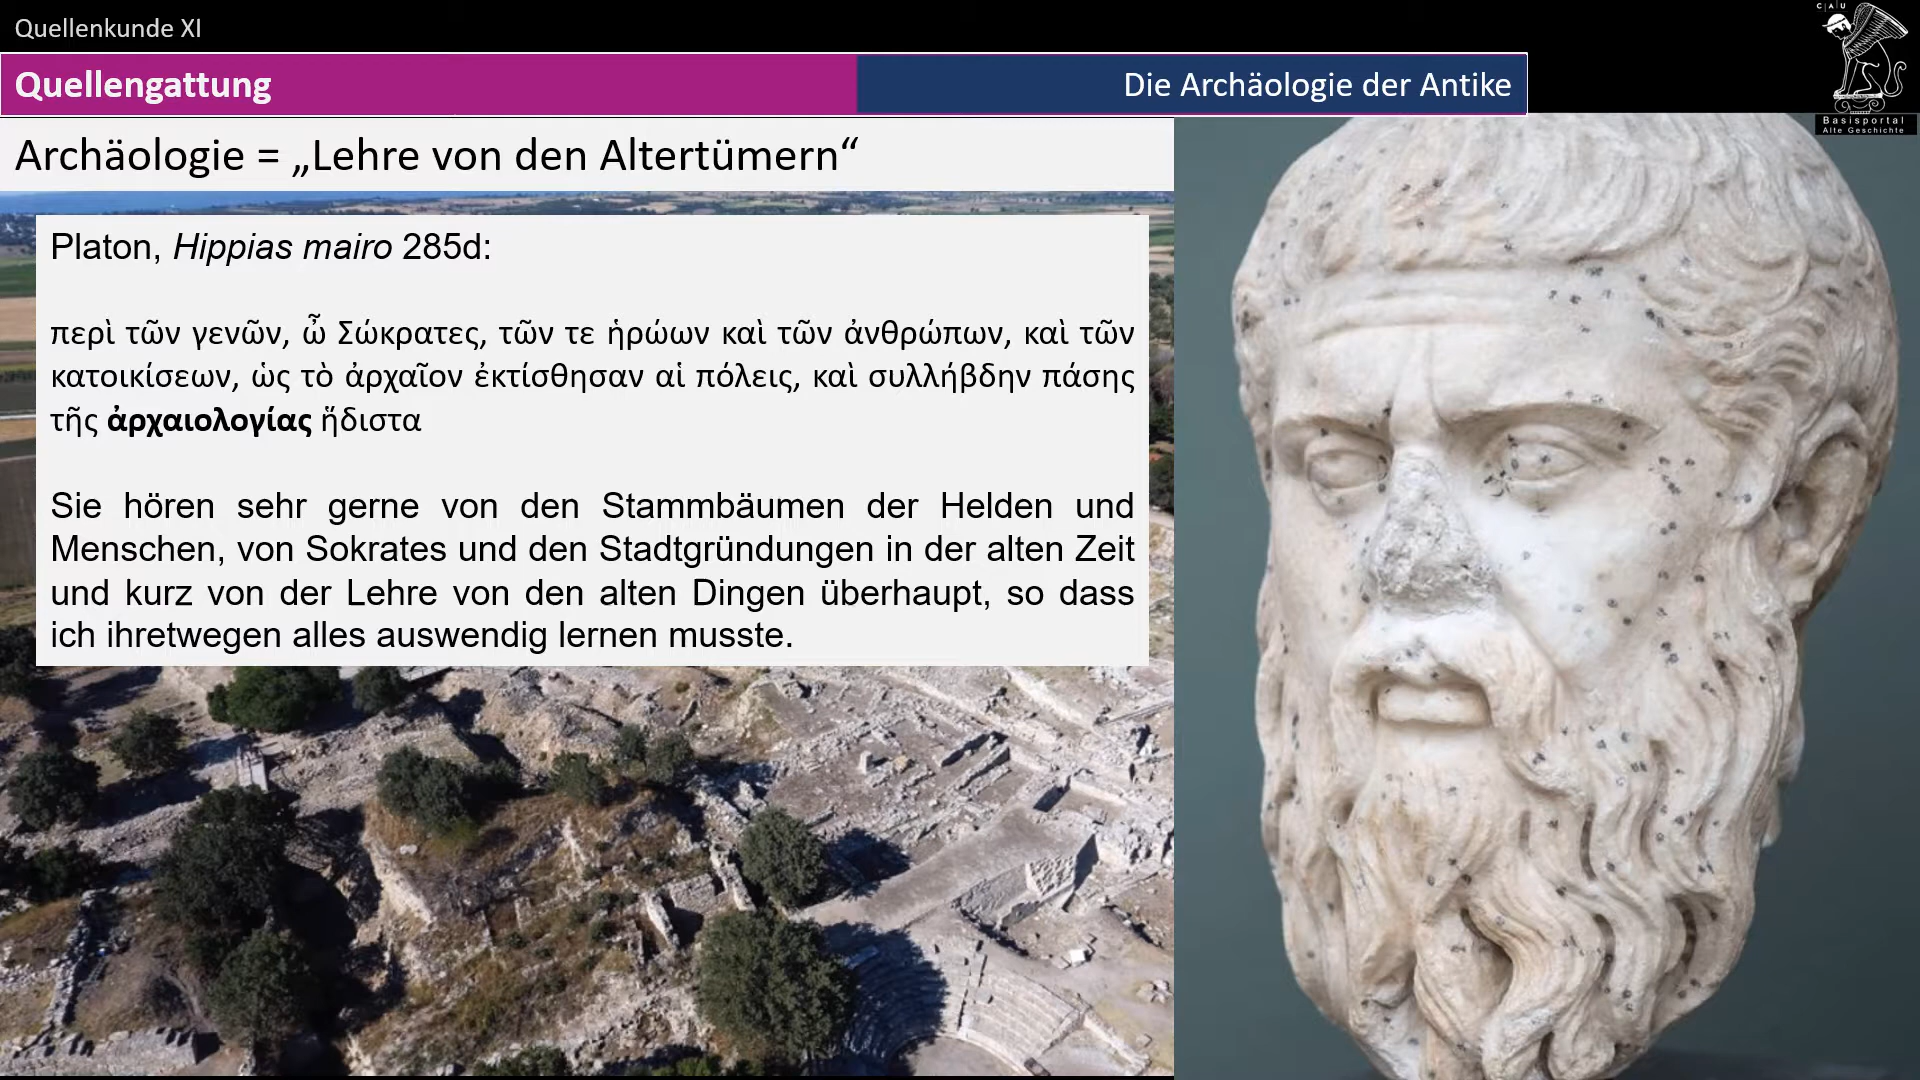 Quellenkunde XI
Quellengattung
Die Archäologie der Antike
C|A|U
Basisportal
Alte Geschichte
Archäologie = „Lehre von den Altertümern“
Platon, Hippias mairo 285d:
περὶ τῶν γενῶν, ὦ Σώκρατες, τῶν τε ἡρώων καὶ τῶν ἀνθρώπων, καὶ τῶν
κατοικίσεων, ὡς τὸ ἀρχαῖον ἐκτίσθησαν αἱ πόλεις, καὶ συλλήβδην πάσης
τῆς ἀρχαιολογίας ἥδιστα
Sie hören sehr gerne von den Stammbäumen der Helden und
Menschen, von Sokrates und den Stadtgründungen in der alten Zeit
und kurz von der Lehre von den alten Dingen überhaupt, so dass
ich ihretwegen alles auswendig lernen musste.